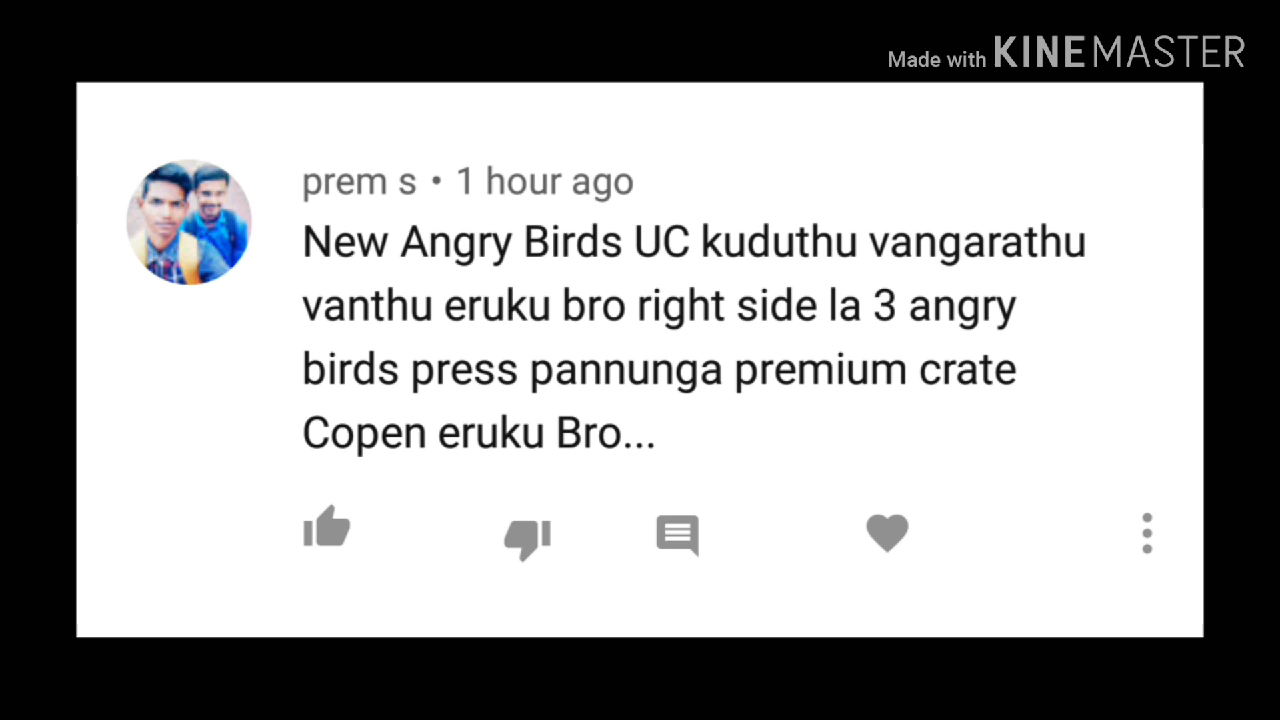 Made with KINEMASTER
prem s • 1 hour ago
New Angry Birds UC kuduthu vangarathu
vanthu eruku bro right side la 3 angry
birds press pannunga premium crate
Copen eruku Bro...